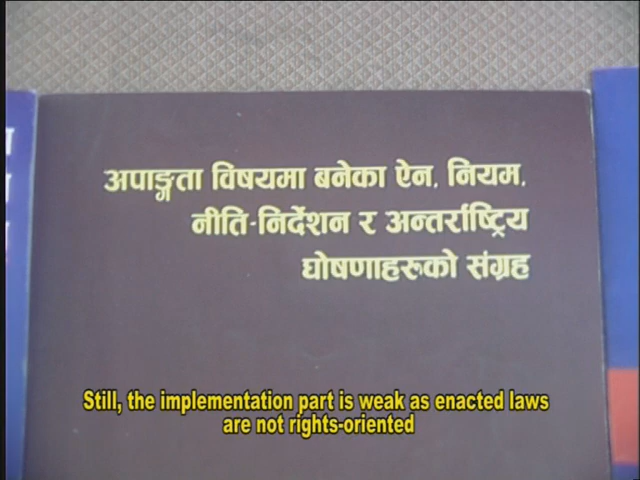 अपाङ्गता विषयमा बनेका ऐन, नियम,
नीति-निर्देशन र अन्तर्राष्ट्रिय
घोषणाहरुको संग्रह
Still, the implementation part is weak as enacted laws
are not rights-oriented